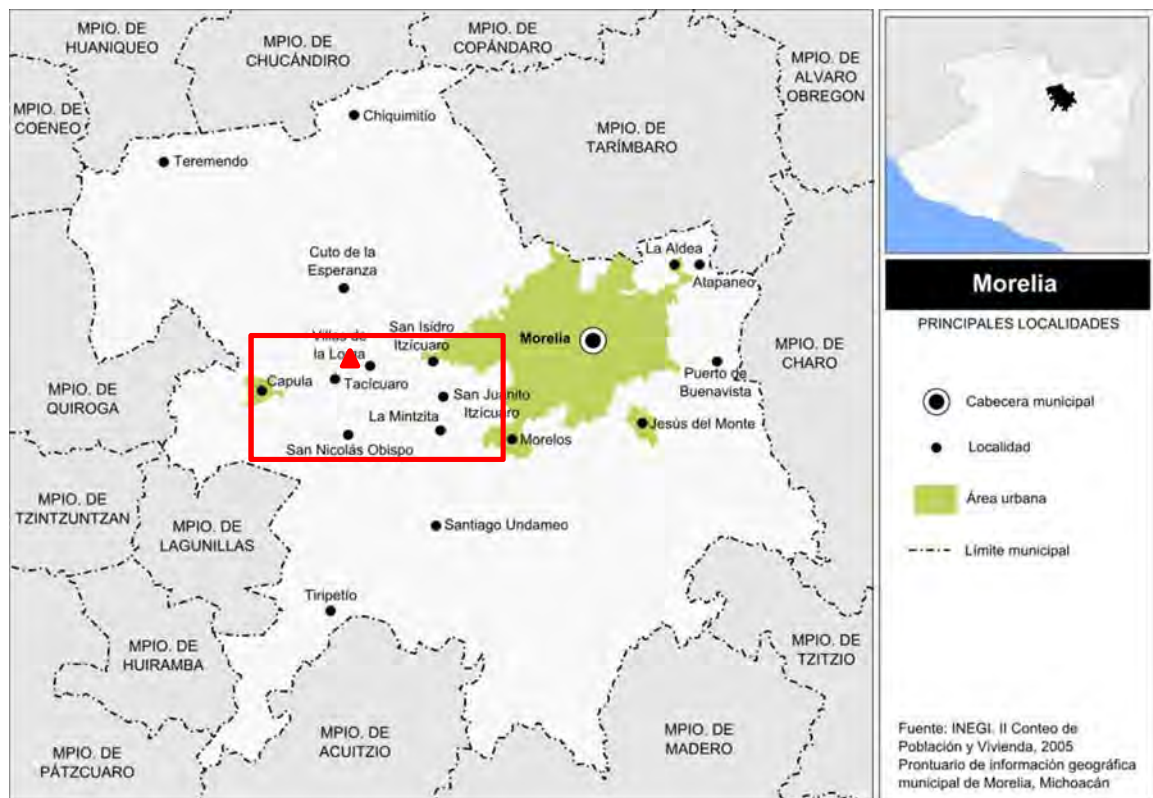 MPIO. DE
HUANIQUEO
MPIO. DE
CHUCÁNDIRO
MPIO. DE
COPÁNDARO
MPIO. DE
ALVARO
OBREGON
MPIO. DE
COENEO
MPIO. DE
TARÍMBARO
Chiquimitío
Teremendo
Cuto de la
Esperanza
La Aldea
Atapaneo
San Isidro
Itzícuaro
Morelia
Villas de
la Loma
MPIO. DE
CHARO
Puerto de
Buenavista
MPIO. DE
QUIROGA
Capula
Tacícuaro
San Juanito
Itzícuaro
La Mintzita
Jesús del Monte
Morelos
San Nicolás Obispo
MPIO. DE
TZINTZUNTZAN
MPIO. DE
LAGUNILLAS
Santiago Undameo
Tiripetío
MPIO. DE
HUIRAMBA
MPIO. DE
TZITZIO
MPIO. DE
PÁTZCUARO
MPIO. DE
ACUITZIO
MPIO. DE
MADERO
Morelia
PRINCIPALES LOCALIDADES
Cabecera municipal
Localidad
Área urbana
Límite municipal
Fuente: INEGI. II Conteo de
Población y Vivienda, 2005
Prontuario de información geográfica
municipal de Morelia, Michoacán